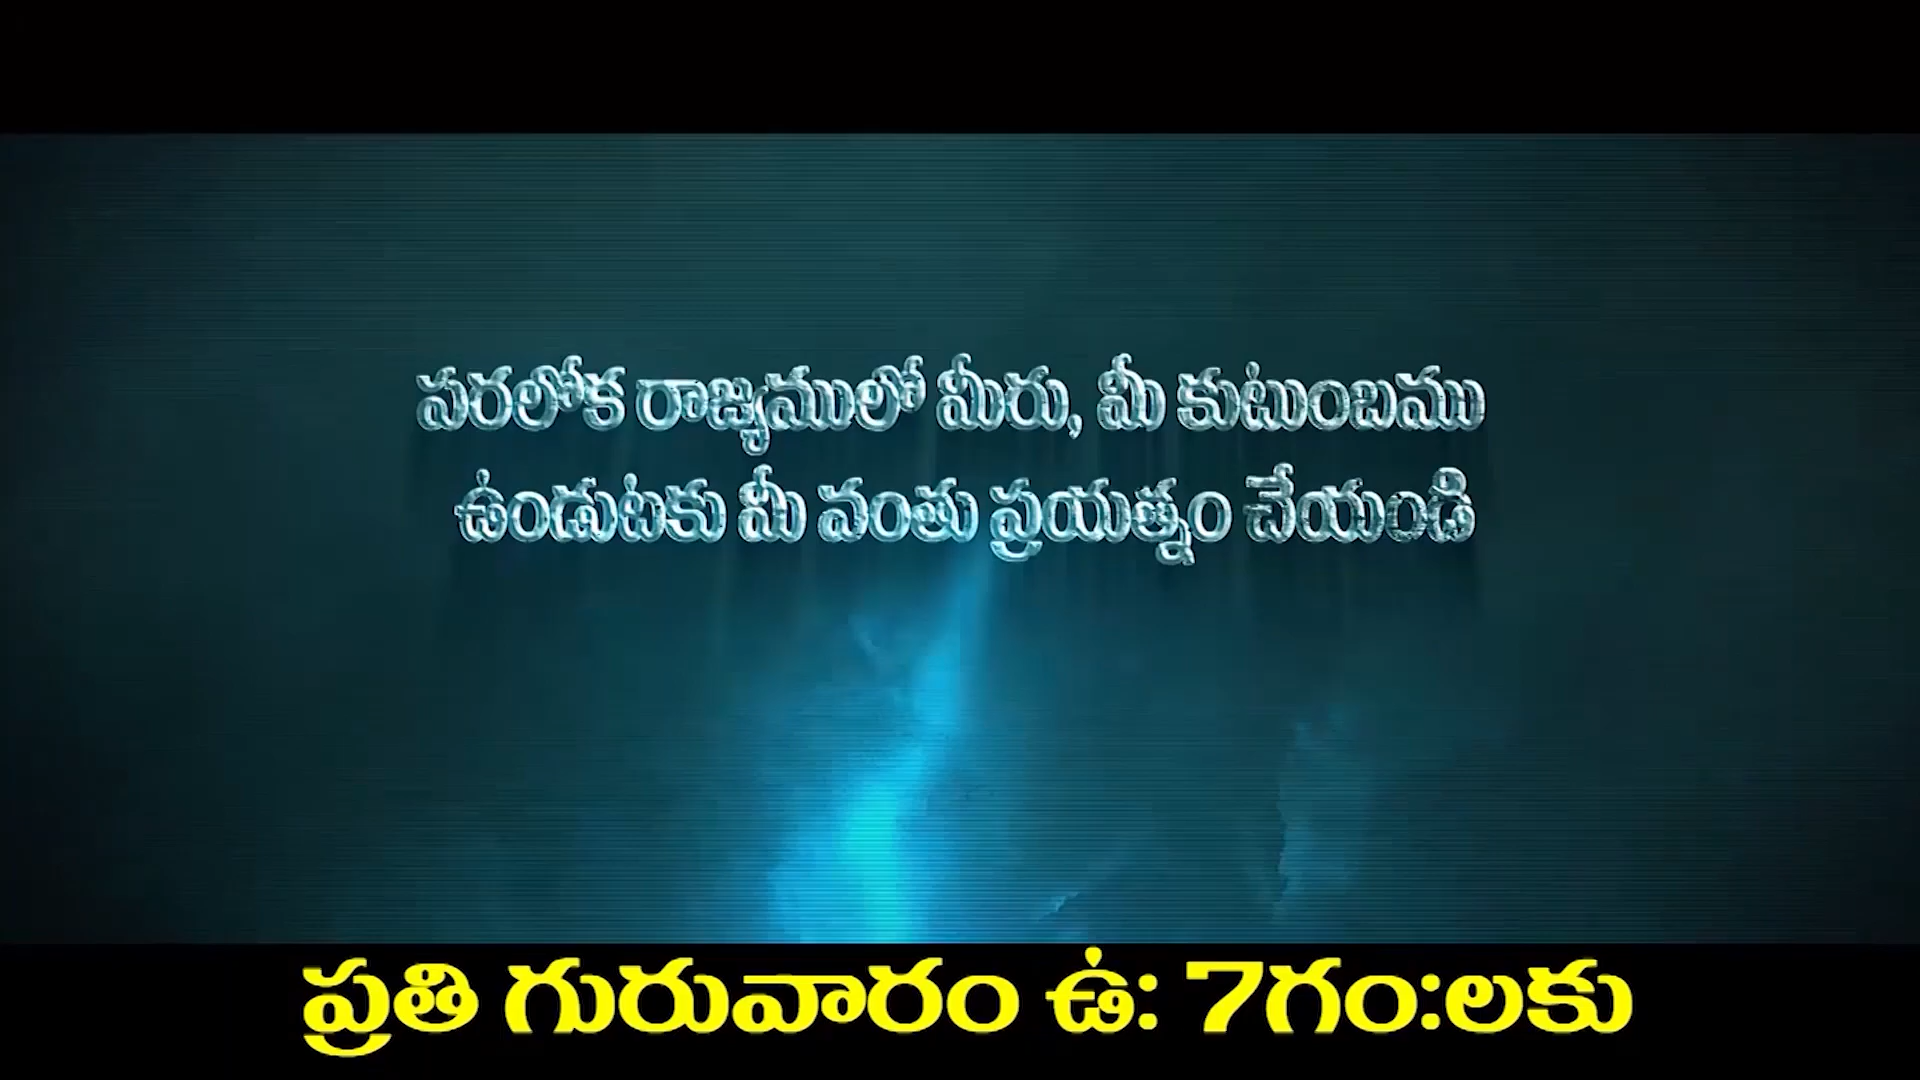 పరలోక రాజ్యములో మీరు, మీ కుటుంబము
ఉండుటకు మీ వంతు ప్రయత్నం చేయండి
ప్రతి గురువారం ఉ: 7గం:లకు